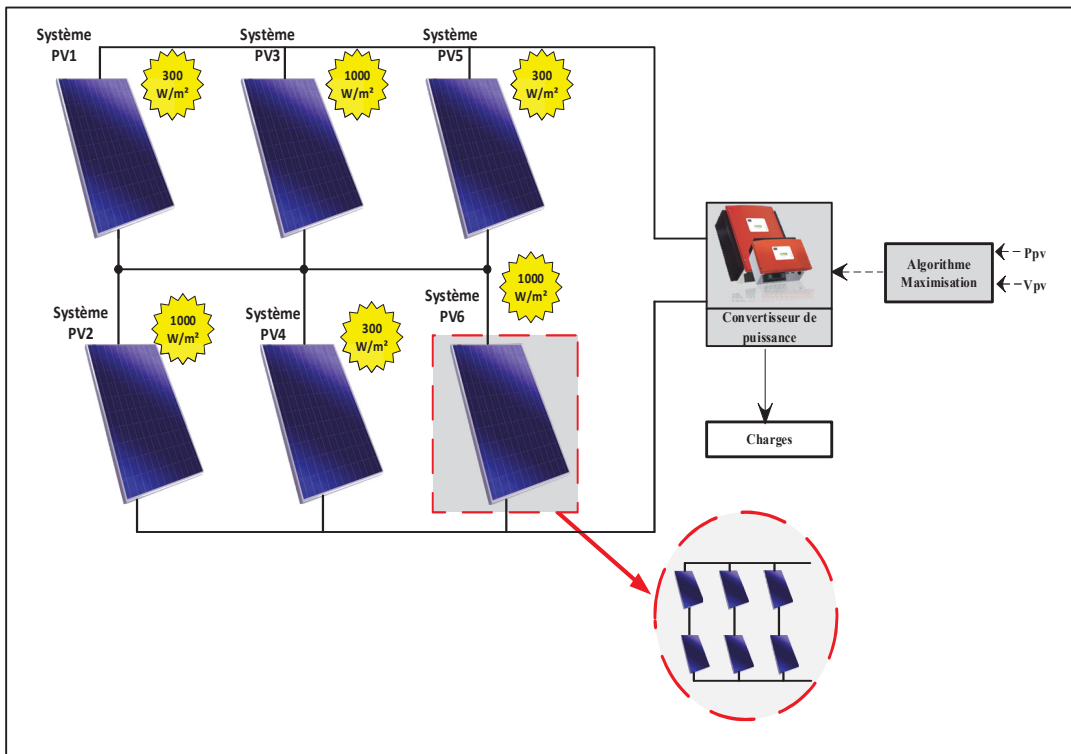 Système
PV1
300
W/m²
Système
PV3
1000
W/m²
Système
PV5
300
W/m²
Système
PV2
1000
W/m²
Système
PV4
300
W/m²
Système
PV6
1000
W/m²
Convertisseur de
puissance
Algorithme
Maximisation
Ppv
Vpv
Charges